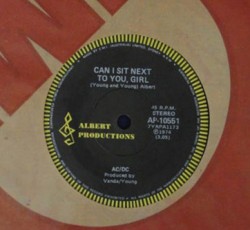 CAN I SIT NEXT
TO YOU, GIRL
(Young and Young) Albert
45 R.P.M.
STEREO
AP-10551
ALBERT
PRODUCTIONS
AC/DC
Produced by
Vanda/Young